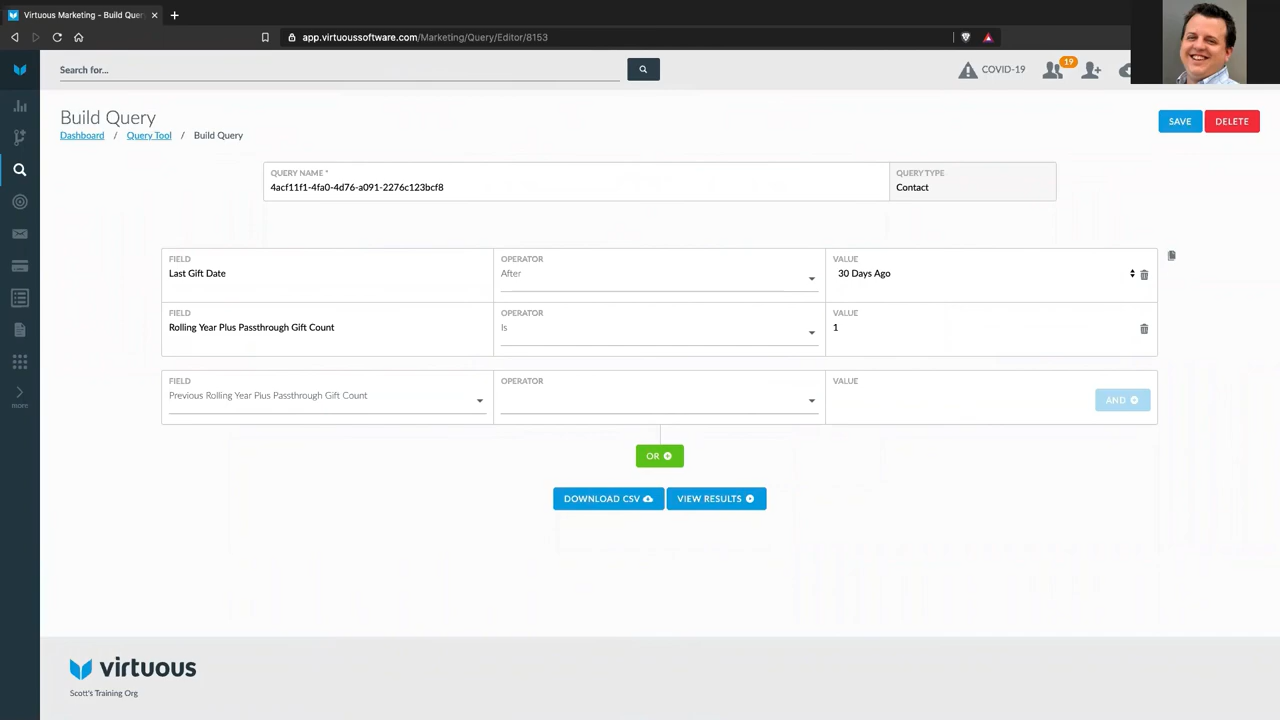 Virtuous Marketing - Build Query
app.virtuoussoftware.com/Marketing/Query/Editor/8153
Search for...
COVID-19
19
Build Query
Dashboard / Query Tool / Build Query
SAVE
DELETE
QUERY NAME *
4acf11f1-4fa0-4d76-a091-2276c123bcf8
QUERY TYPE
Contact
FIELD
Last Gift Date
OPERATOR
After
VALUE
30 Days Ago
FIELD
Rolling Year Plus Passthrough Gift Count
OPERATOR
Is
VALUE
1
FIELD
Previous Rolling Year Plus Passthrough Gift Count
OPERATOR
VALUE
AND
OR
DOWNLOAD CSV
VIEW RESULTS
more
virtuous
Scott's Training Org